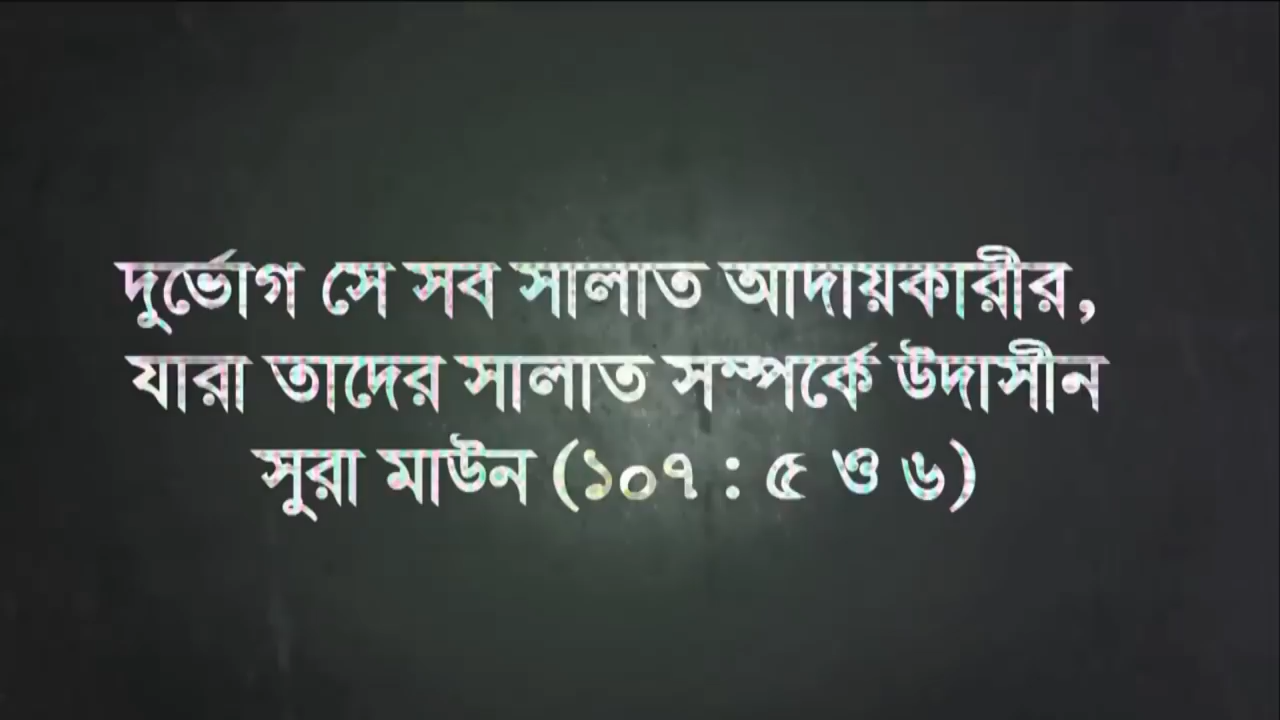 দুর্ভোগ সে সব সালাত আদায়কারীর,
যারা তাদের সালাত সম্পর্কে উদাসীন
সুরা মাউন (১০৭ : ৫ ও ৬)